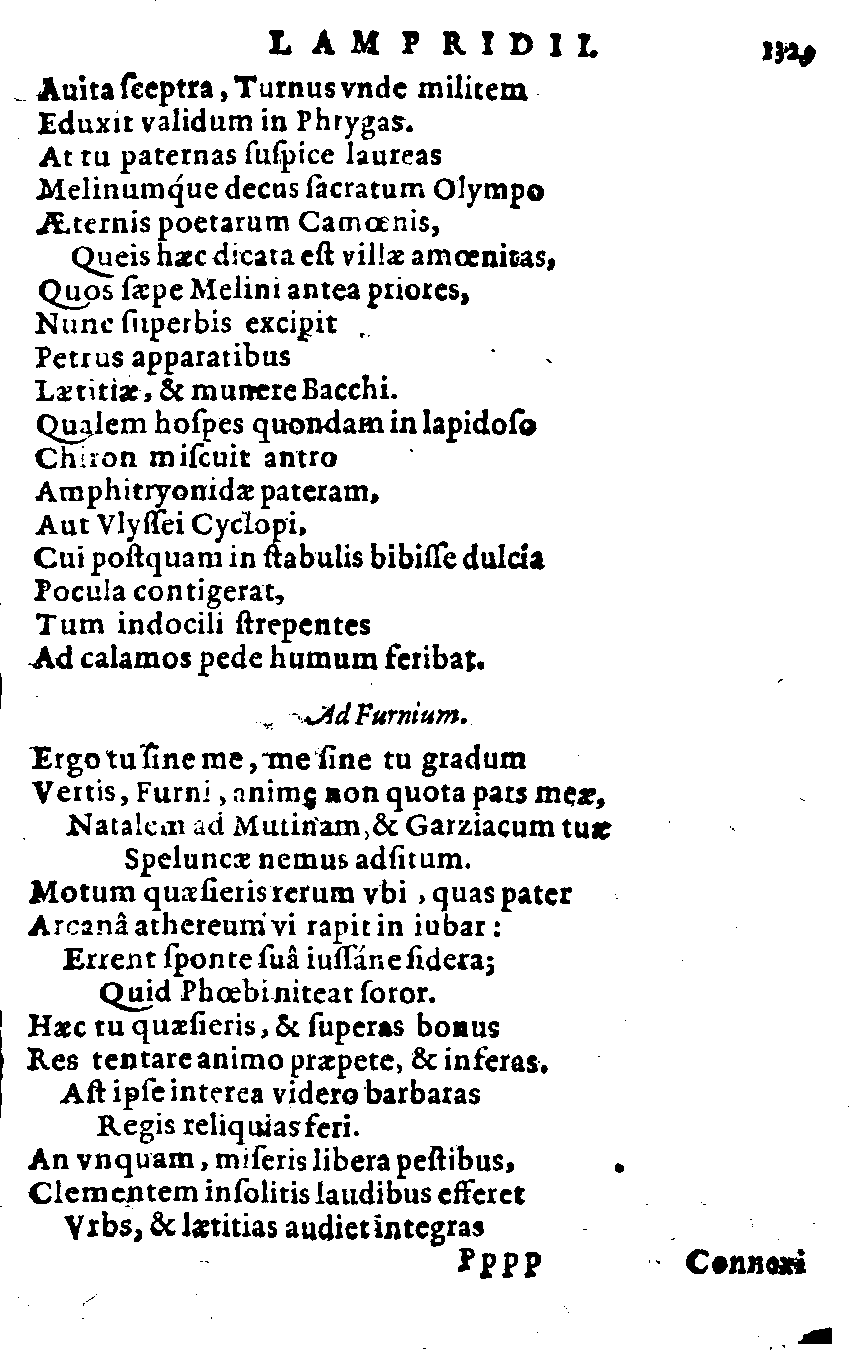 LAMPRIDII. 1329
Auita ſceptra, Turnus vnde militem
Eduxit validum in Phrygas.
At tu paternas ſuſpice laureas
Melinumq́ue decus ſacratum Olympo
Æternis poetarum Camœnis,
Queis hæc dicata eſt villæ amœnitas,
Quos ſæpe Melini antea priores,
Nunc ſuperbis excipit
Petrus apparatibus
Lætitiæ, & munere Bacchi.
Qualem hoſpes quondam in lapidoſo
Chiron miſcuit antro
Amphitryonidæ pateram,
Aut Vlyſſei Cyclopi,
Cui poſtquam in ſtabulis bibiſſe dulcia
Pocula contigerat,
Tum indocili ſtrepentes
Ad calamos pede humum feribat.
Ad Furnium.
Ergo tu ſine me, me ſine tu gradum
Vertis, Furni, animę non quota pars meæ,
Natalem ad Mutinam, & Garziacum tuæ
Speluncæ nemus adſitum.
Motum quæſieris rerum vbi, quas pater
Arcanâ athereum vi rapit in iubar:
Errent ſponte ſuâ iuſſáne ſidera;
Quid Phœbi niteat ſoror.
Hæc tu quæſieris, & ſuperas bonus
Res tentare animo præpete, & inferas.
Aſt ipſe interea videro barbaras
Regis reliquias feri.
An vnquam, miſeris libera peſtibus,
Clementem inſolitis laudibus efferet
Vrbs, & lætitias audiet integras
Pppp Connexi